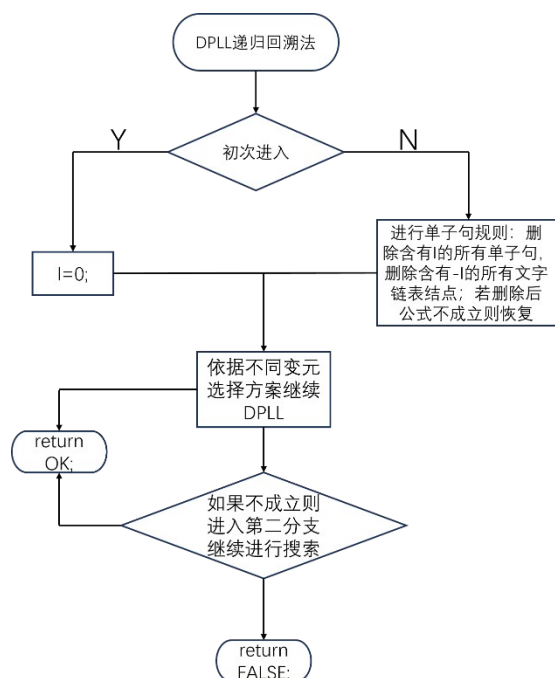 DPLL递归回溯法
初次进入
Y
N
l=0;
进行单子句规则：删
除含有l的所有单子句，
删除含有-l的所有文字
链表结点；若删除后
公式不成立则恢复
依据不同变元
选择方案继续
DPLL
return
OK;
如果不成立则
进入第二分支
继续进行搜索
return
FALSE;